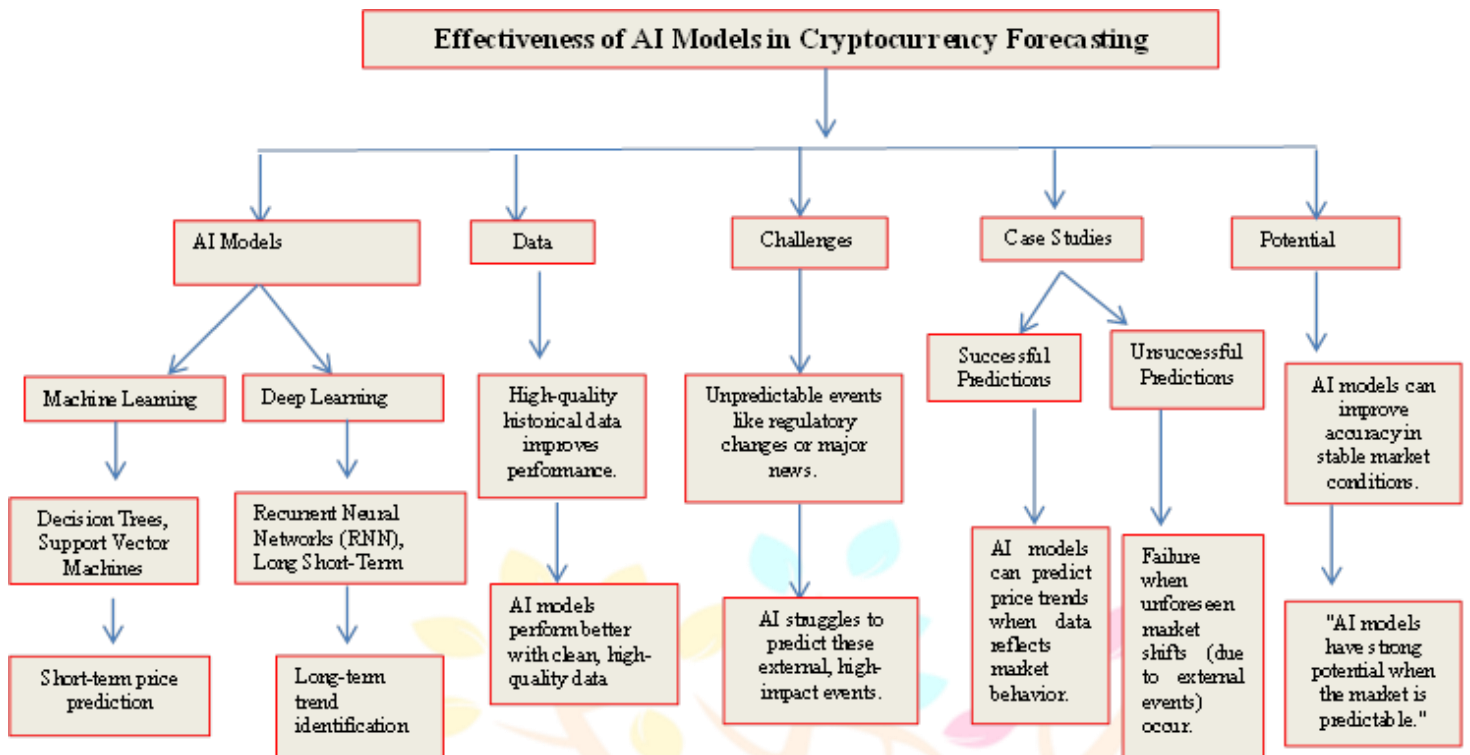 Effectiveness of AI Models in Cryptocurrency Forecasting
AI Models
Data
Challenges
Case Studies
Potential
Machine Learning
Deep Learning
High-quality
historical data
improves
performance.
Unpredictable events
like regulatory
changes or major
news.
Successful
Predictions
Unsuccessful
Predictions
AI models can
improve
accuracy in
stable market
conditions.
Decision Trees,
Support Vector
Machines
Recurrent Neural
Networks (RNN),
Long Short-Term
AI models
perform better
with clean, high-
quality data
AI struggles to
predict these
external, high-
impact events.
AI models
can predict
price trends
when data
reflects
market
behavior.
Failure
when
unforeseen
market
shifts (due
to external
events)
occur.
"AI models
have strong
potential when
the market is
predictable."
Short-term price
prediction
Long-term
trend
identification